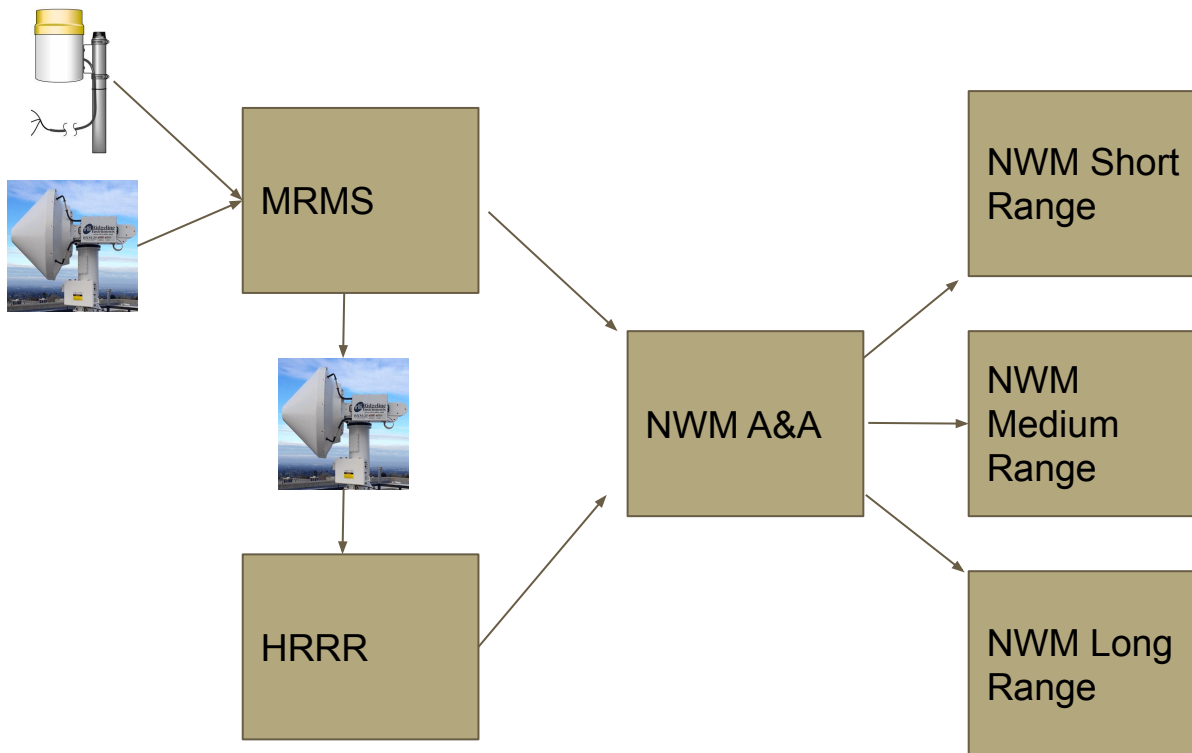 MRMS
NWM Short
Range
NWM A&A
NWM
Medium
Range
HRRR
NWM Long
Range